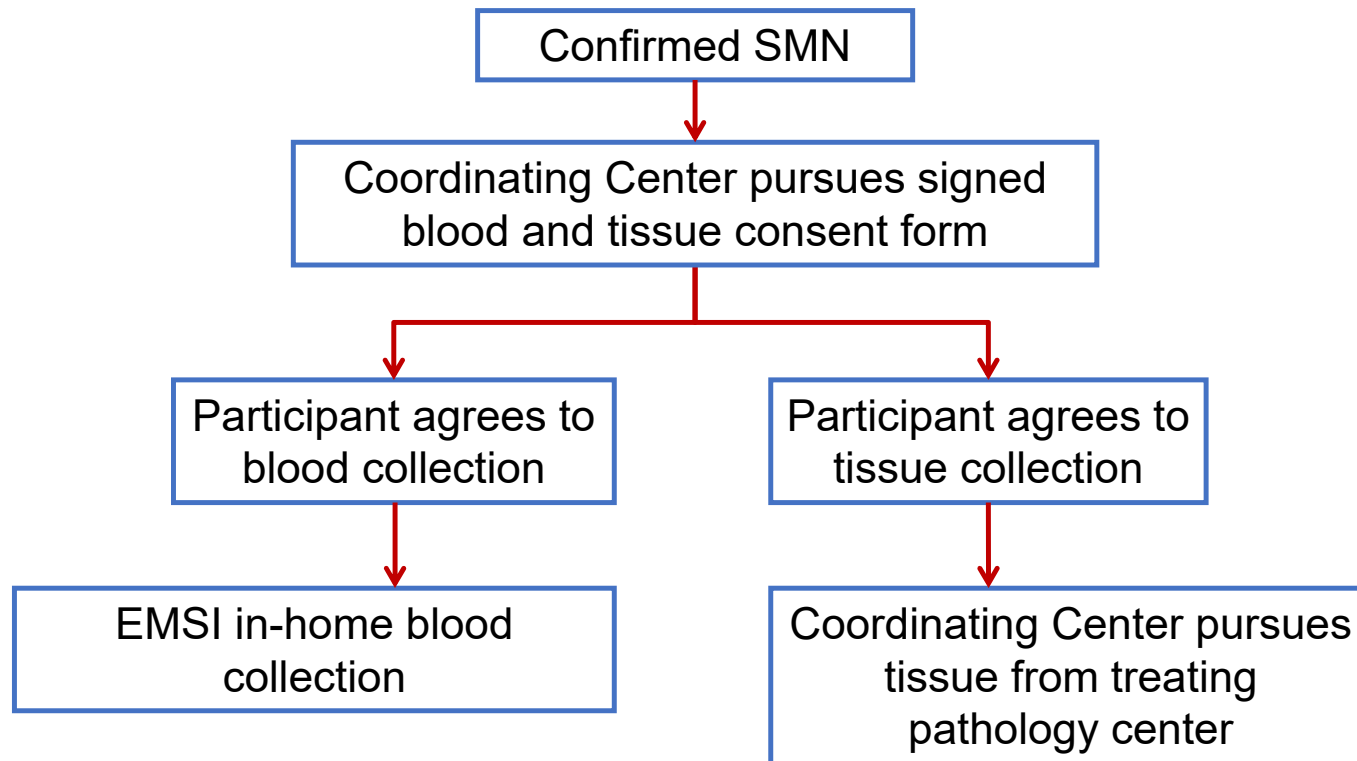 Confirmed SMN
Coordinating Center pursues signed
blood and tissue consent form
Participant agrees to
blood collection
Participant agrees to
tissue collection
EMSI in-home blood
collection
Coordinating Center pursues
tissue from treating
pathology center